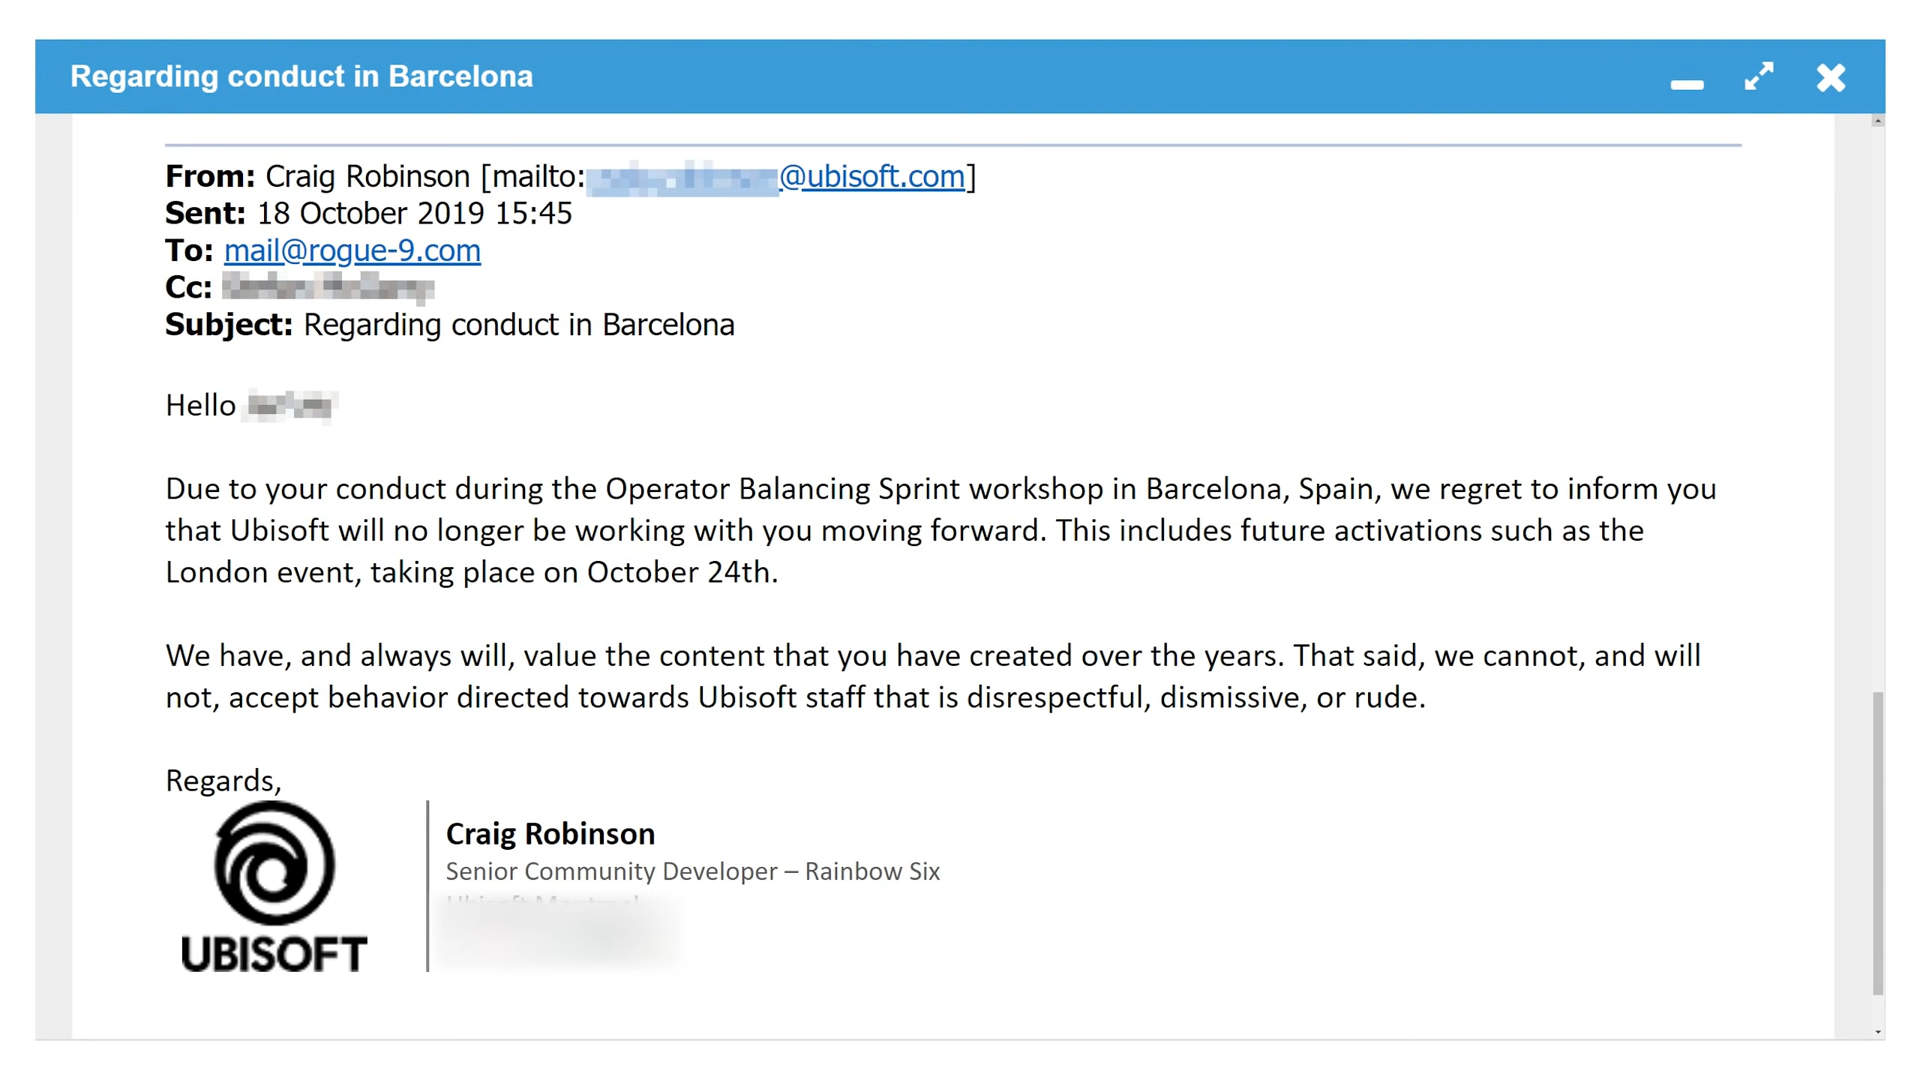 Regarding conduct in Barcelona
From: Craig Robinson [mailto: @ubisoft.com]
Sent: 18 October 2019 15:45
To: mail@rogue-9.com
Cc:
Subject: Regarding conduct in Barcelona
Hello
Due to your conduct during the Operator Balancing Sprint workshop in Barcelona, Spain, we regret to inform you
that Ubisoft will no longer be working with you moving forward. This includes future activations such as the
London event, taking place on October 24th.
We have, and always will, value the content that you have created over the years. That said, we cannot, and will
not, accept behavior directed towards Ubisoft staff that is disrespectful, dismissive, or rude.
Regards,
UBISOFT
Craig Robinson
Senior Community Developer – Rainbow Six